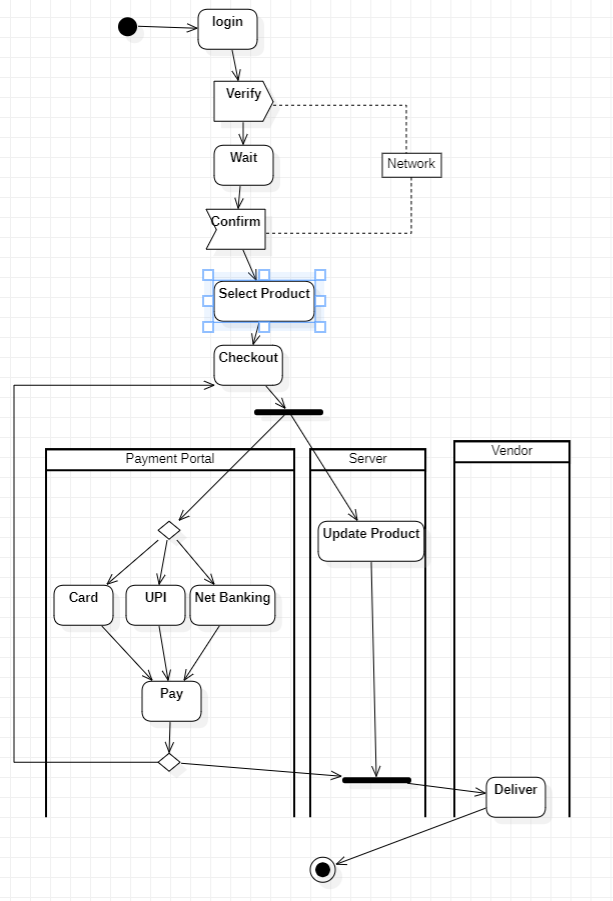 login
Verify
Wait
Network
Confirm
Select Product
Checkout
Payment Portal
Server
Vendor
Update Product
Card
UPI
Net Banking
Pay
Deliver